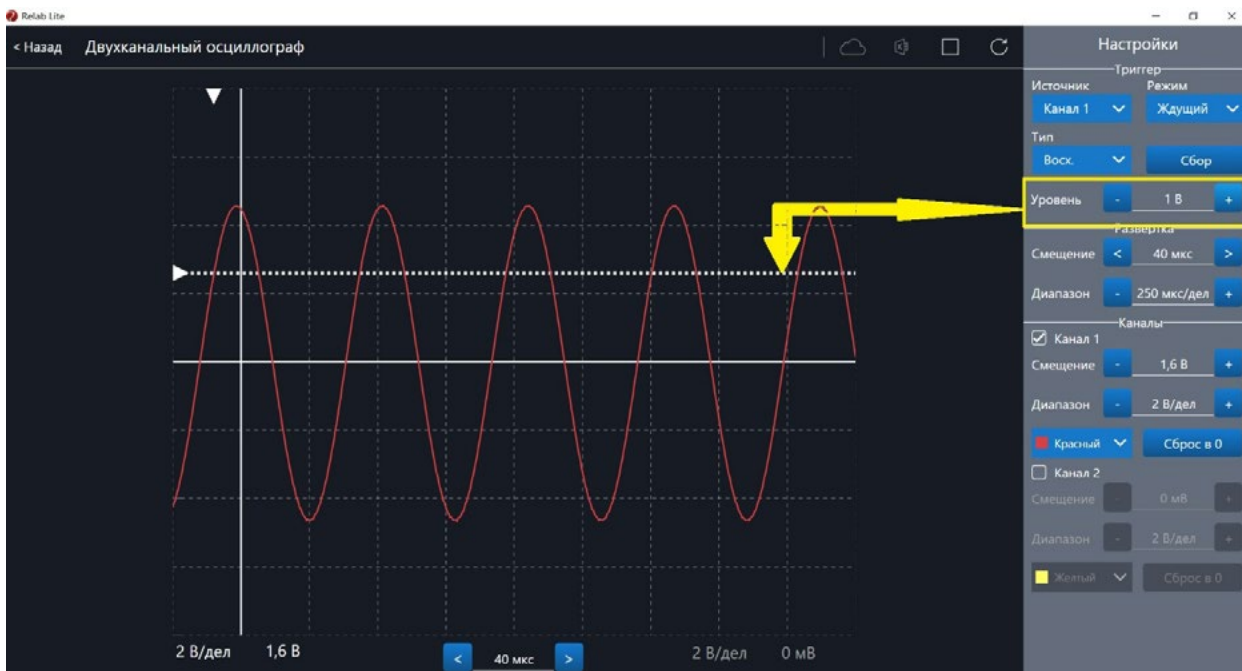 Relab Lite
< Назад Двухканальный осциллограф
2 В/дел 1,6 В < 40 мкс > 2 В/дел 0 мВ
Настройки
Триггер
Источник Режим
Канал 1 Ждущий
Тип
Восх. Сбор
Уровень - 1 В +
Развертка
Смещение < 40 мкс >
Диапазон - 250 мкс/дел +
Каналы
Канал 1
Смещение - 1,6 В +
Диапазон - 2 В/дел +
Красный Сброс в 0
Канал 2
Смещение - 0 мВ +
Диапазон - 2 В/дел +
Желтый Сброс в 0